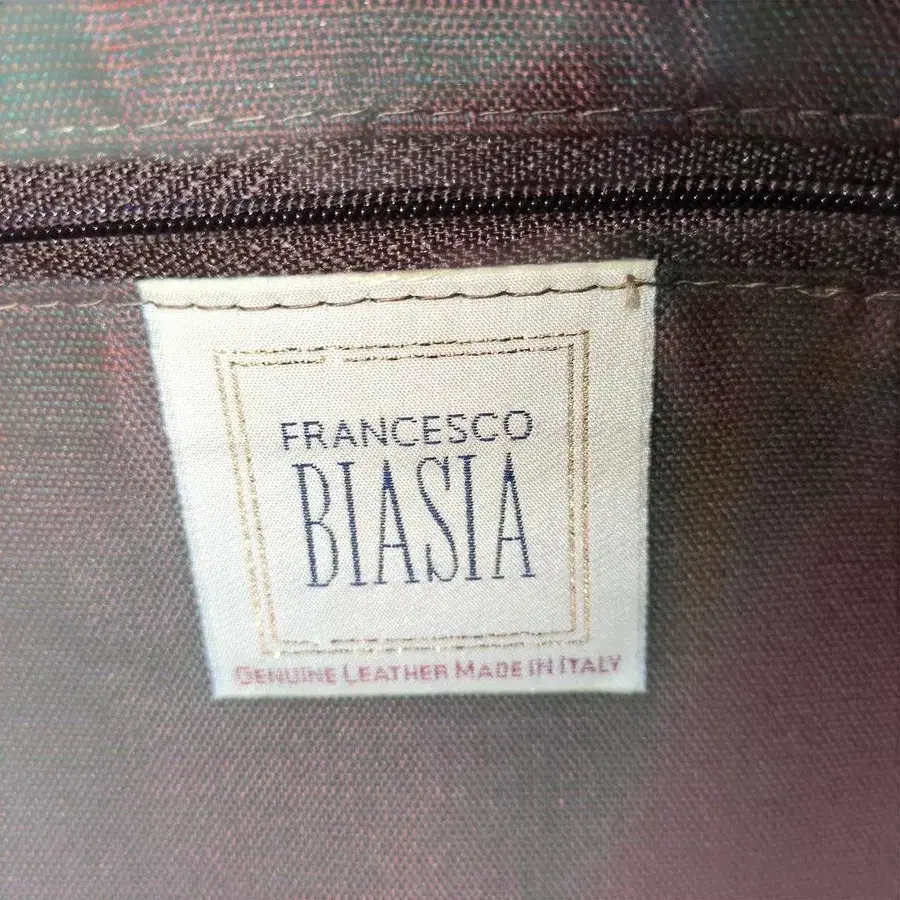 FRANCESCO
BIASIA
GENUINE LEATHER MADE IN ITALY